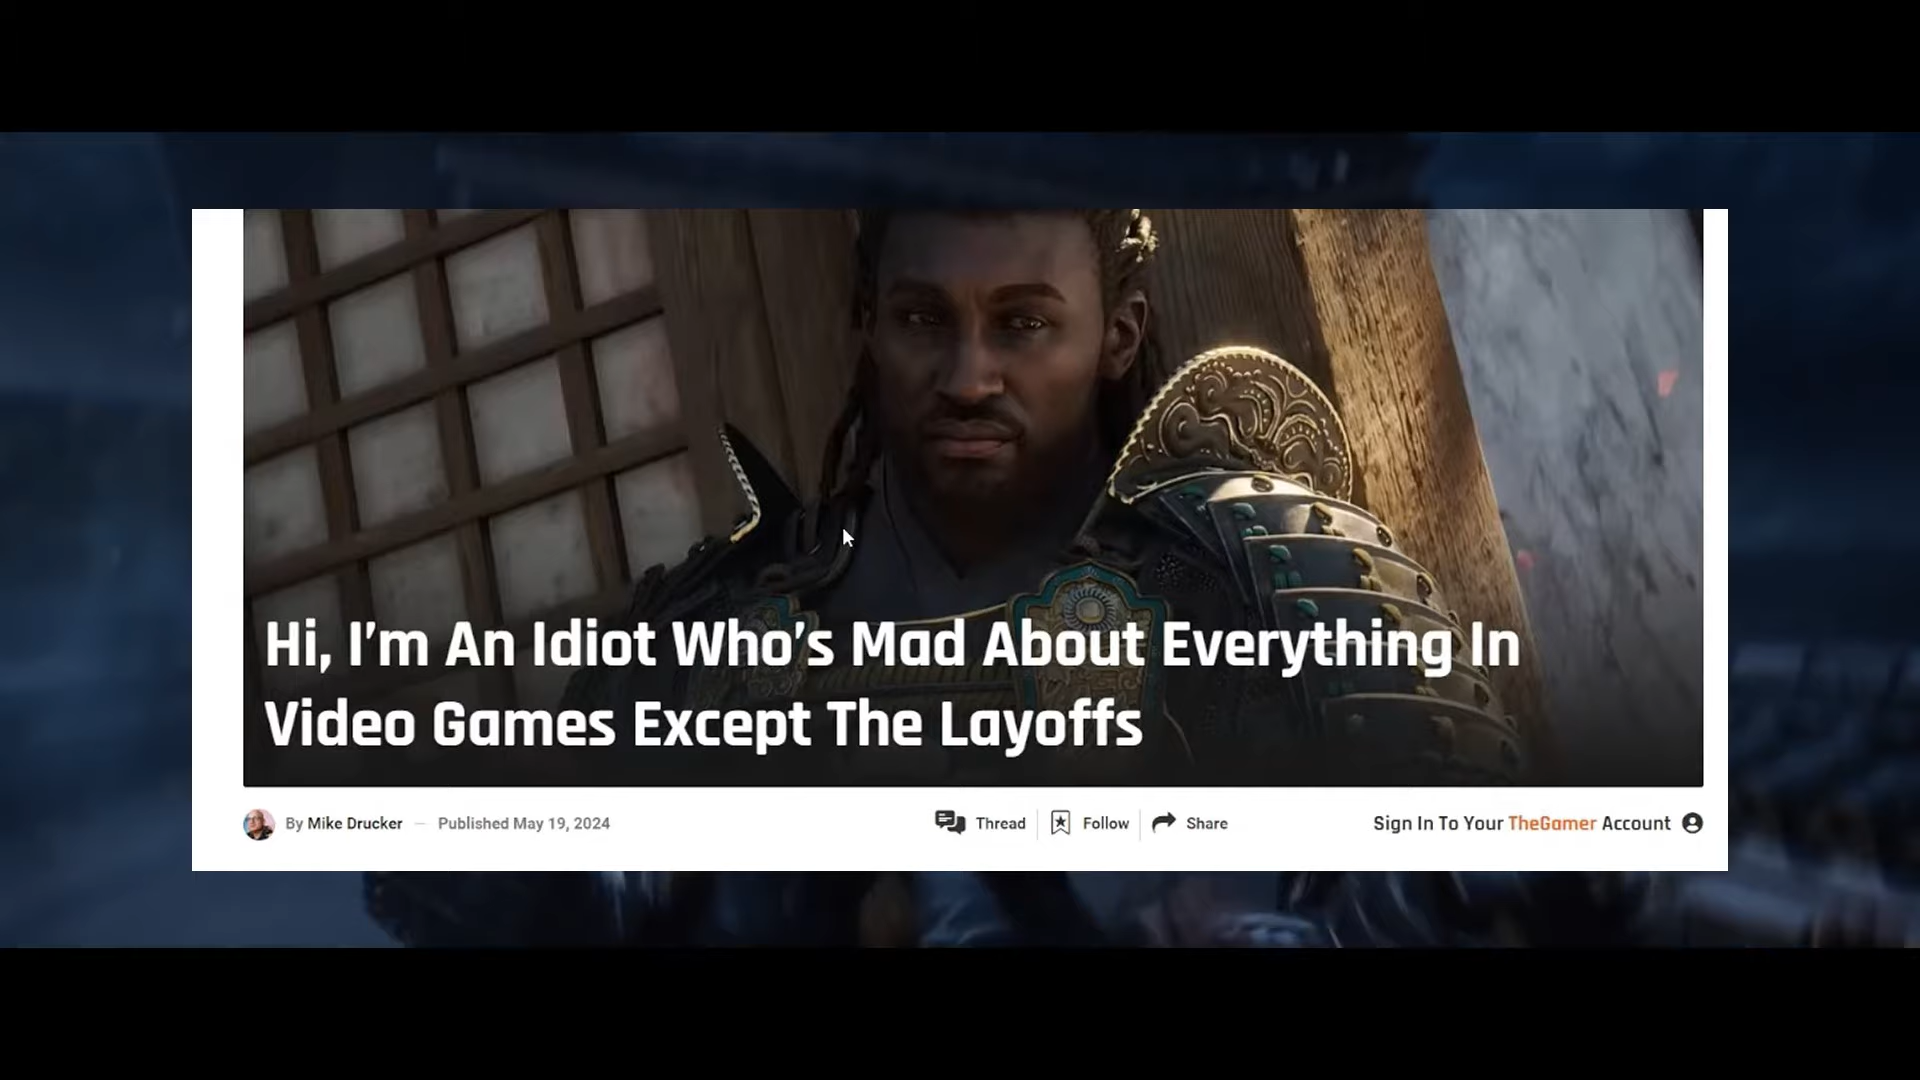 Hi, I'm An Idiot Who's Mad About Everything In
Video Games Except The Layoffs
By Mike Drucker — Published May 19, 2024
Thread
Follow
Share
Sign In To Your TheGamer Account